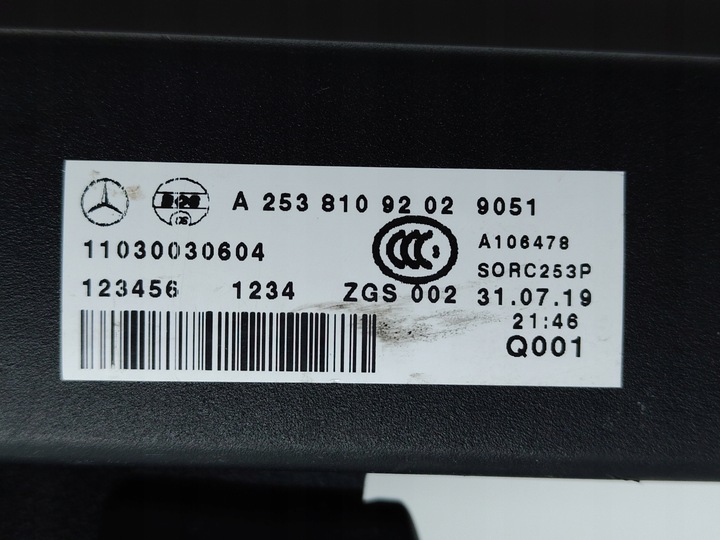 A 253 810 92 02 9051
11030030604
A106478
SORC253P
123456 1234 ZGS 002 31.07.19
21:46
Q001